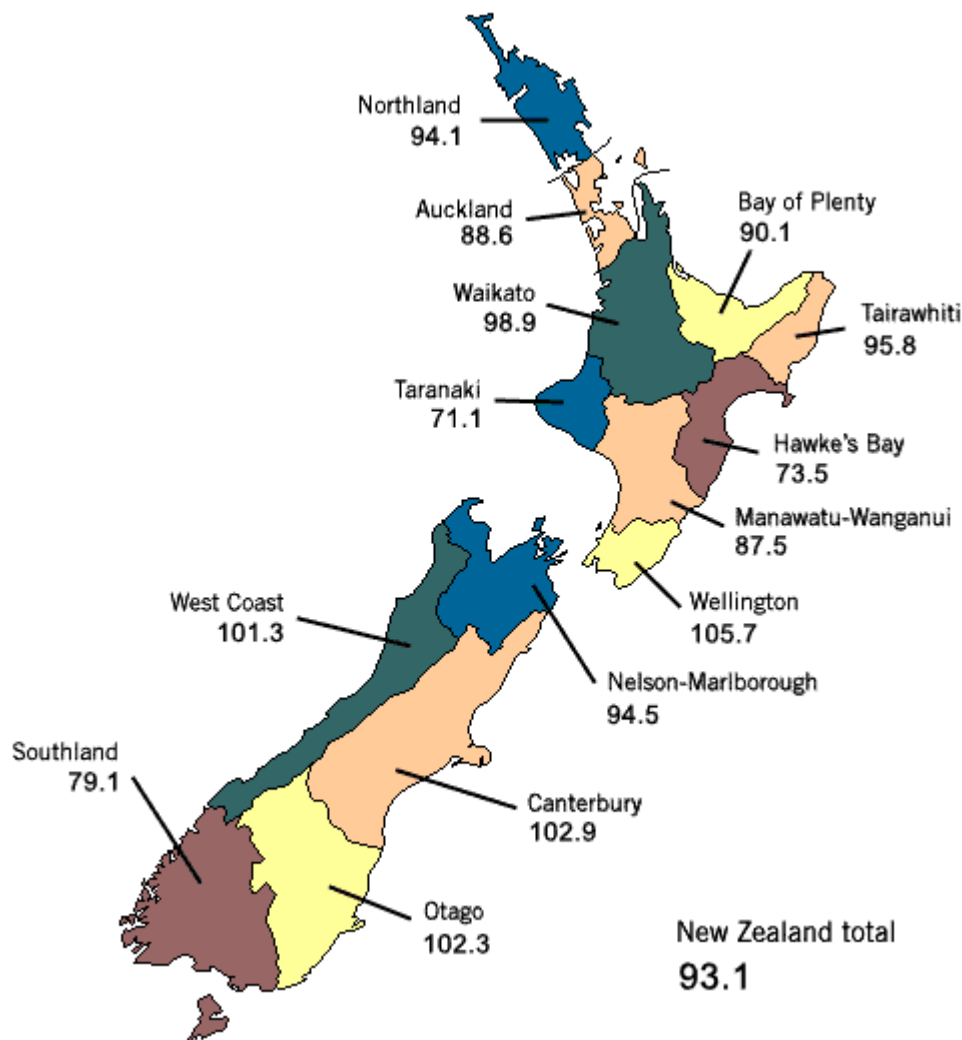 Northland
94.1
Auckland
88.6
Bay of Plenty
90.1
Waikato
98.9
Tairawhiti
95.8
Taranaki
71.1
Hawke's Bay
73.5
Manawatu-Wanganui
87.5
West Coast
101.3
Wellington
105.7
Nelson-Marlborough
94.5
Southland
79.1
Canterbury
102.9
Otago
102.3
New Zealand total
93.1